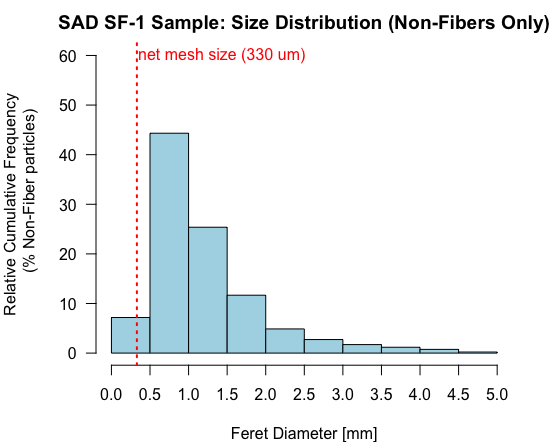 SAD SF-1 Sample: Size Distribution (Non-Fibers Only)
net mesh size (330 um)
Relative Cumulative Frequency
(% Non-Fiber particles)
60
50
40
30
20
10
0
0.0 0.5 1.0 1.5 2.0 2.5 3.0 3.5 4.0 4.5 5.0
Feret Diameter [mm]